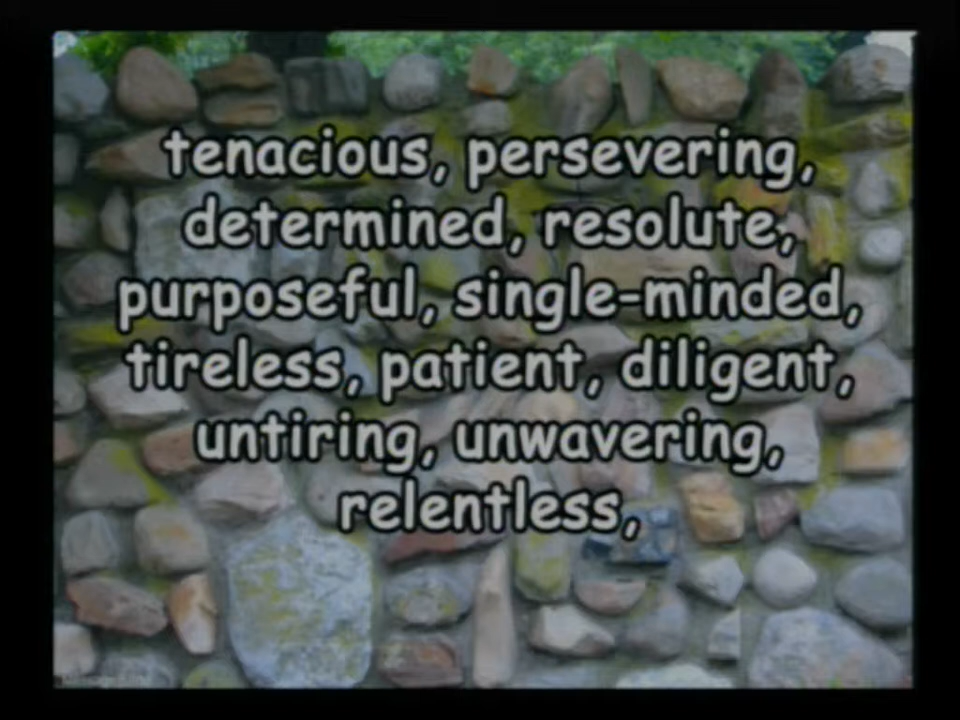 tenacious, persevering,
determined, resolute,
purposeful, single-minded,
tireless, patient, diligent,
untiring, unwavering,
relentless,